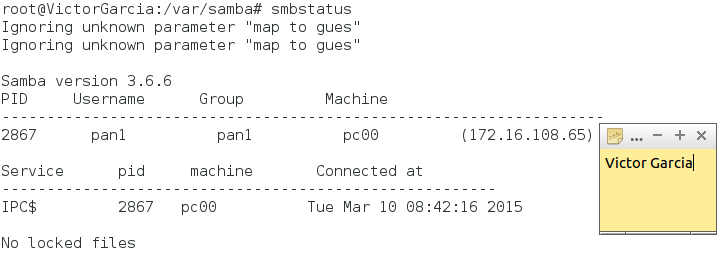 root@VictorGarcia:/var/samba# smbstatus
Ignoring unknown parameter "map to gues"
Ignoring unknown parameter "map to gues"
Samba version 3.6.6
PID Username Group Machine
-------------------------------------------------------------------
2867 pan1 pan1 pc00 (172.16.108.65)
... 
Victor Garcia
Service pid machine Connected at
-------------------------------------------------------
IPC$ 2867 pc00 Tue Mar 10 08:42:16 2015
No locked files